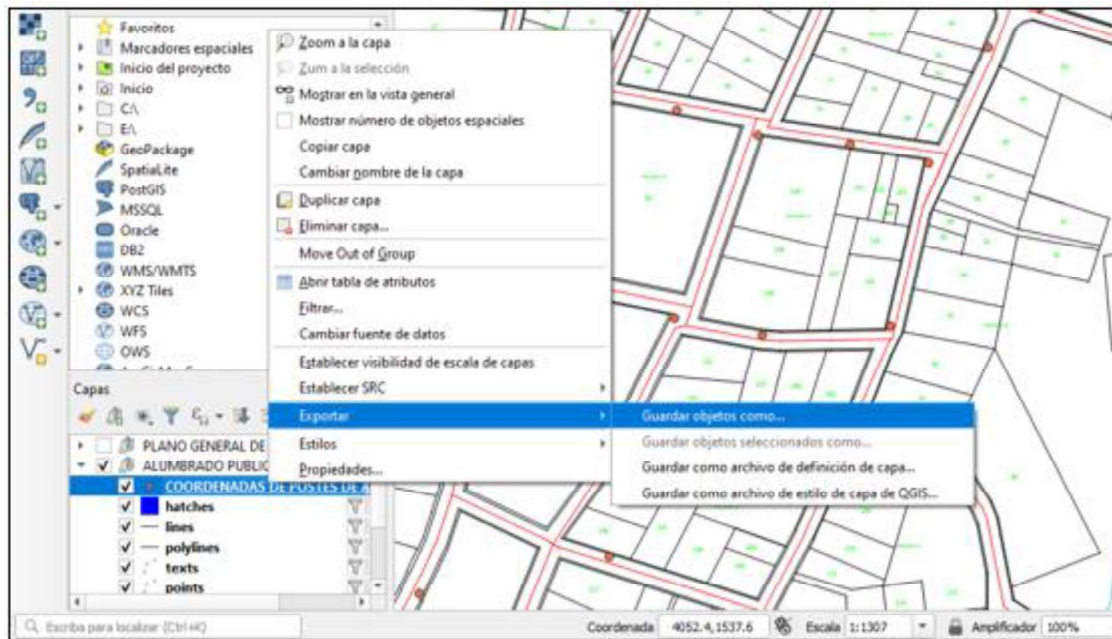 Favoritos
Marcadores espaciales
Inicio del proyecto
Inicio
C:\
E:\
GeoPackage
SpatiaLite
PostGIS
MSSQL
Oracle
DB2
WMS/WMTS
XYZ Tiles
WCS
WFS
OWS
Zoom a la capa
Zum a la selección
Mostrar en la vista general
Mostrar número de objetos espaciales
Copiar capa
Cambiar nombre de la capa
Duplicar capa
Eliminar capa...
Move Out of Group
Abrir tabla de atributos
Filtrar...
Cambiar fuente de datos
Establecer visibilidad de escala de capas
Establecer SRC
Exportar
Estilos
Propiedades...
Guardar objetos como...
Guardar objetos seleccionados como...
Guardar como archivo de definición de capa...
Guardar como archivo de estilo de capa de QGIS...
Capas
PLANO GENERAL DE
ALUMBRADO PUBLIC
COORDENADAS DE POSTES DE A
hatches
lines
polylines
texts
points
Escriba para localizar (Ctrl+K)
Coordenada 4052.4,1537.6
Escala 1:1307
Amplificador 100%